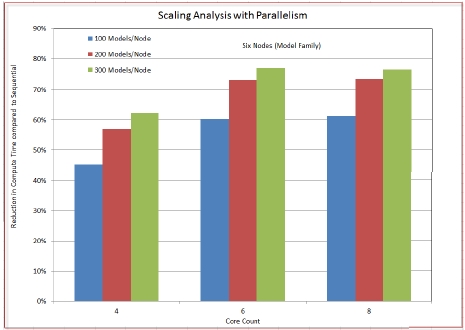 Scaling Analysis with Parallelism
90%
80%
70%
60%
50%
40%
30%
20%
10%
0%
Reduction in Compute Time compared to Sequential
100 Models/Node
200 Models/Node
300 Models/Node
Six Nodes (Model Family)
4
6
8
Core Count